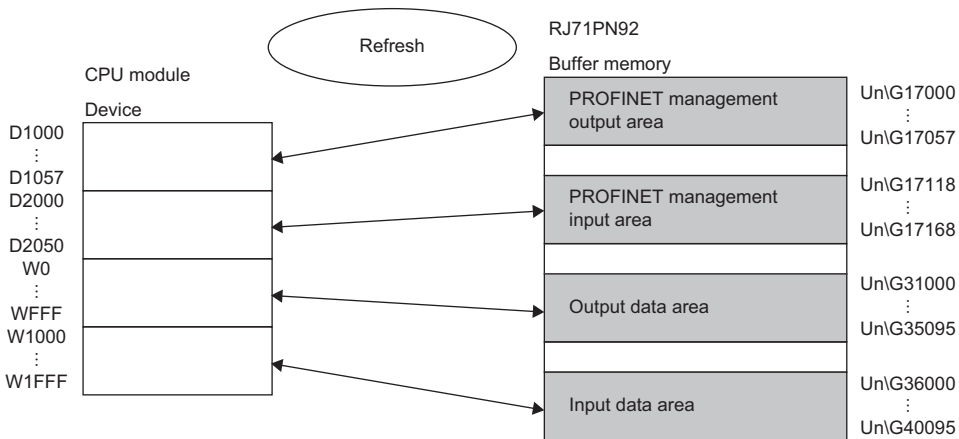 Refresh
RJ71PN92
CPU module
Buffer memory
Device
D1000
⋮
D1057
D2000
⋮
D2050
W0
⋮
WFFF
W1000
⋮
W1FFF
PROFINET management
output area
Un\G17000
⋮
Un\G17057
PROFINET management
input area
Un\G17118
⋮
Un\G17168
Output data area
Un\G31000
⋮
Un\G35095
Input data area
Un\G36000
⋮
Un\G40095